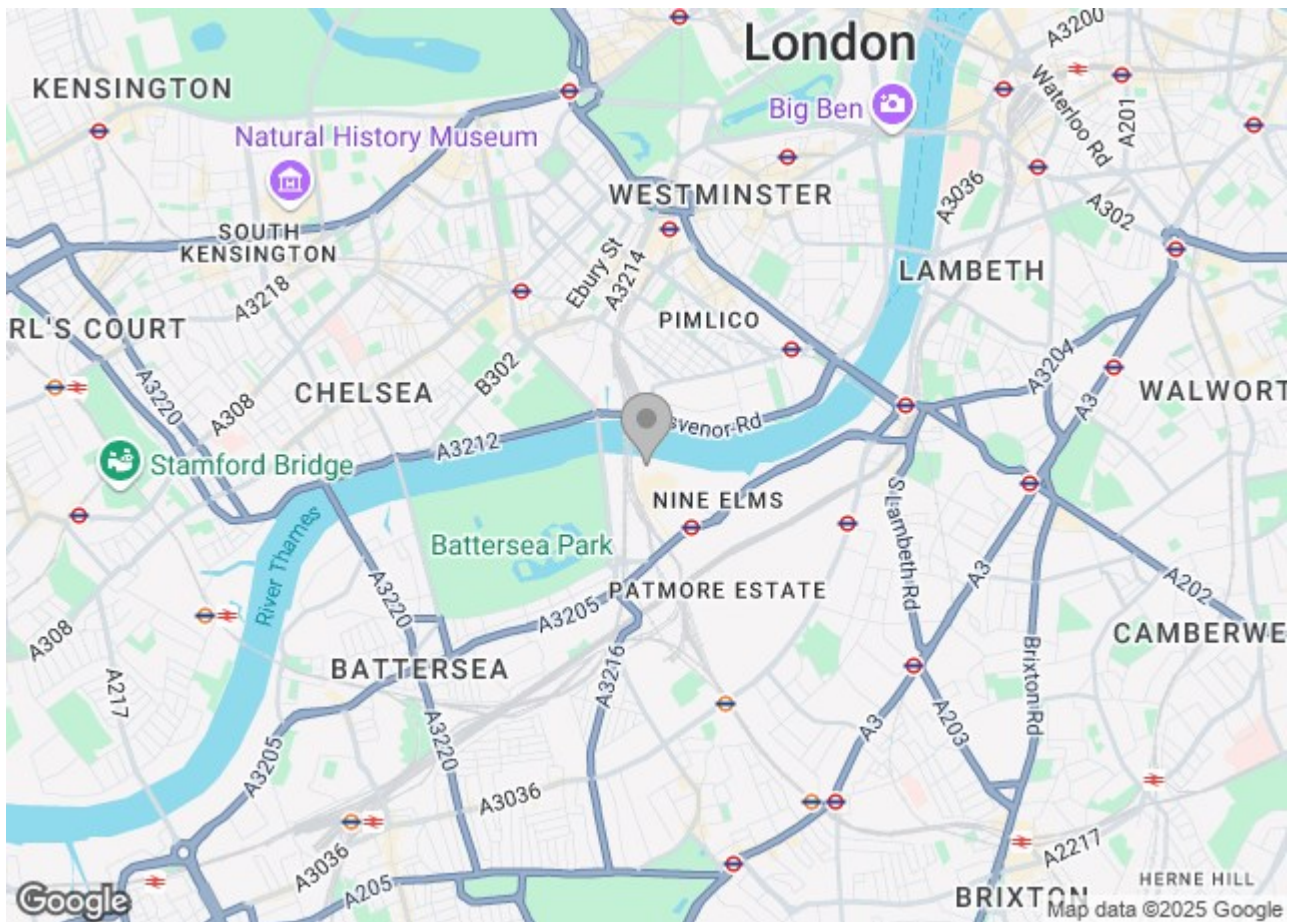 London
A3200
KENSINGTON
Big Ben
Waterloo Rd
A201
Natural History Museum
WESTMINSTER
A3036
A302
SOUTH
KENSINGTON
Ebury St
A3214
LAMBETH
A3218
PIMLICO
RL'S COURT
A3220
A308
CHELSEA
B302
A3204
A3
WALWORT
svenor Rd
A3212
Stamford Bridge
NINE ELMS
S Lambeth Rd
River Thames
Battersea Park
A3220
A3
A202
PATMORE ESTATE
A3205
A308
CAMBERWE
BATTERSEA
A3216
Brixton Rd
A217
A3220
A3
A203
A3205
A3036
A3036
A2217
A205
HERNE HILL
BRIXTON
Google
Map data ©2025 Google